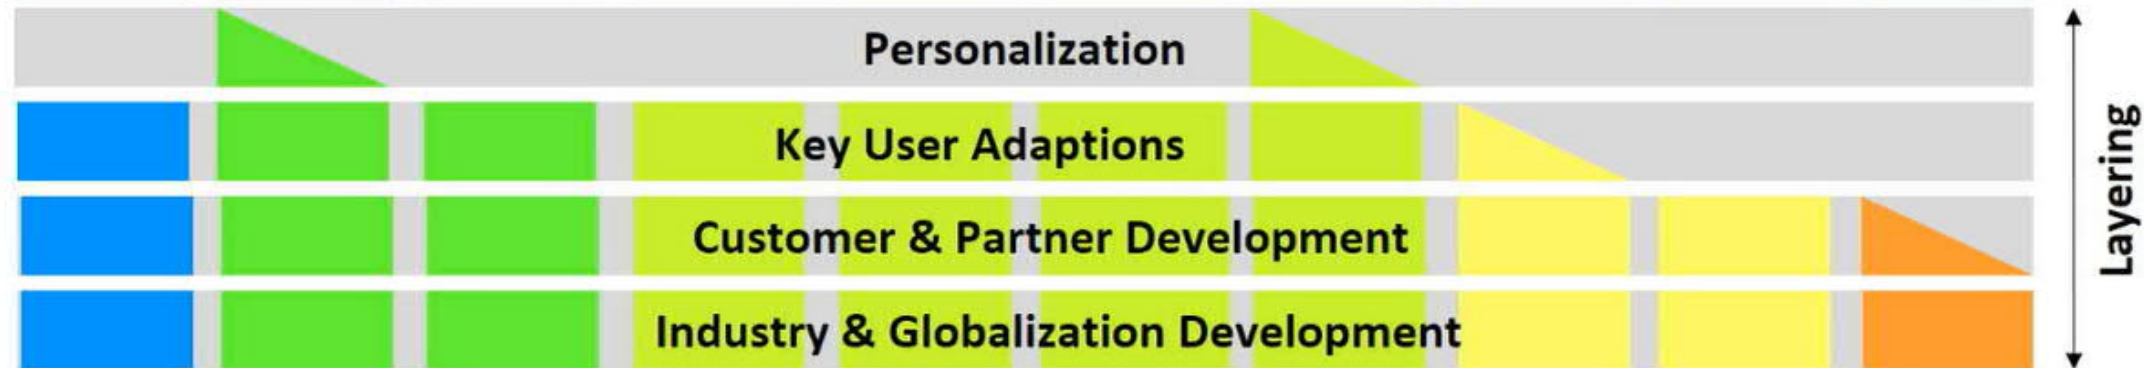 Personalization
Key User Adaptions
Customer & Partner Development
Industry & Globalization Development
Layering